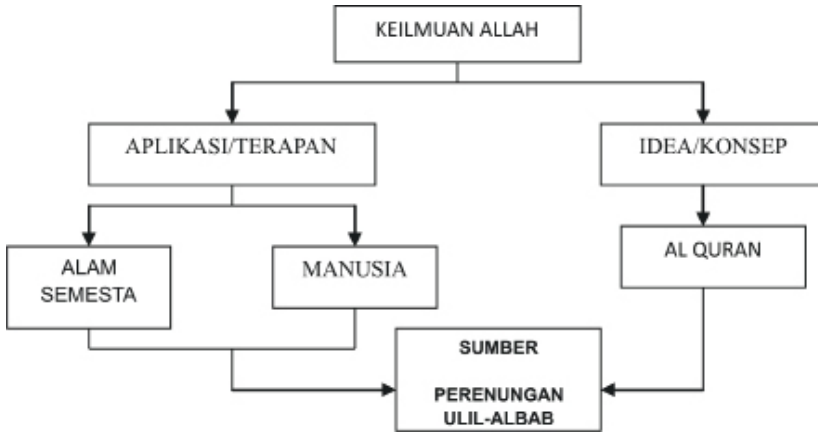 KEILMUAN ALLAH
APLIKASI/TERAPAN
IDEA/KONSEP
ALAM
SEMESTA
MANUSIA
AL QURAN
SUMBER
PERENUNGAN
ULIL-ALBAB